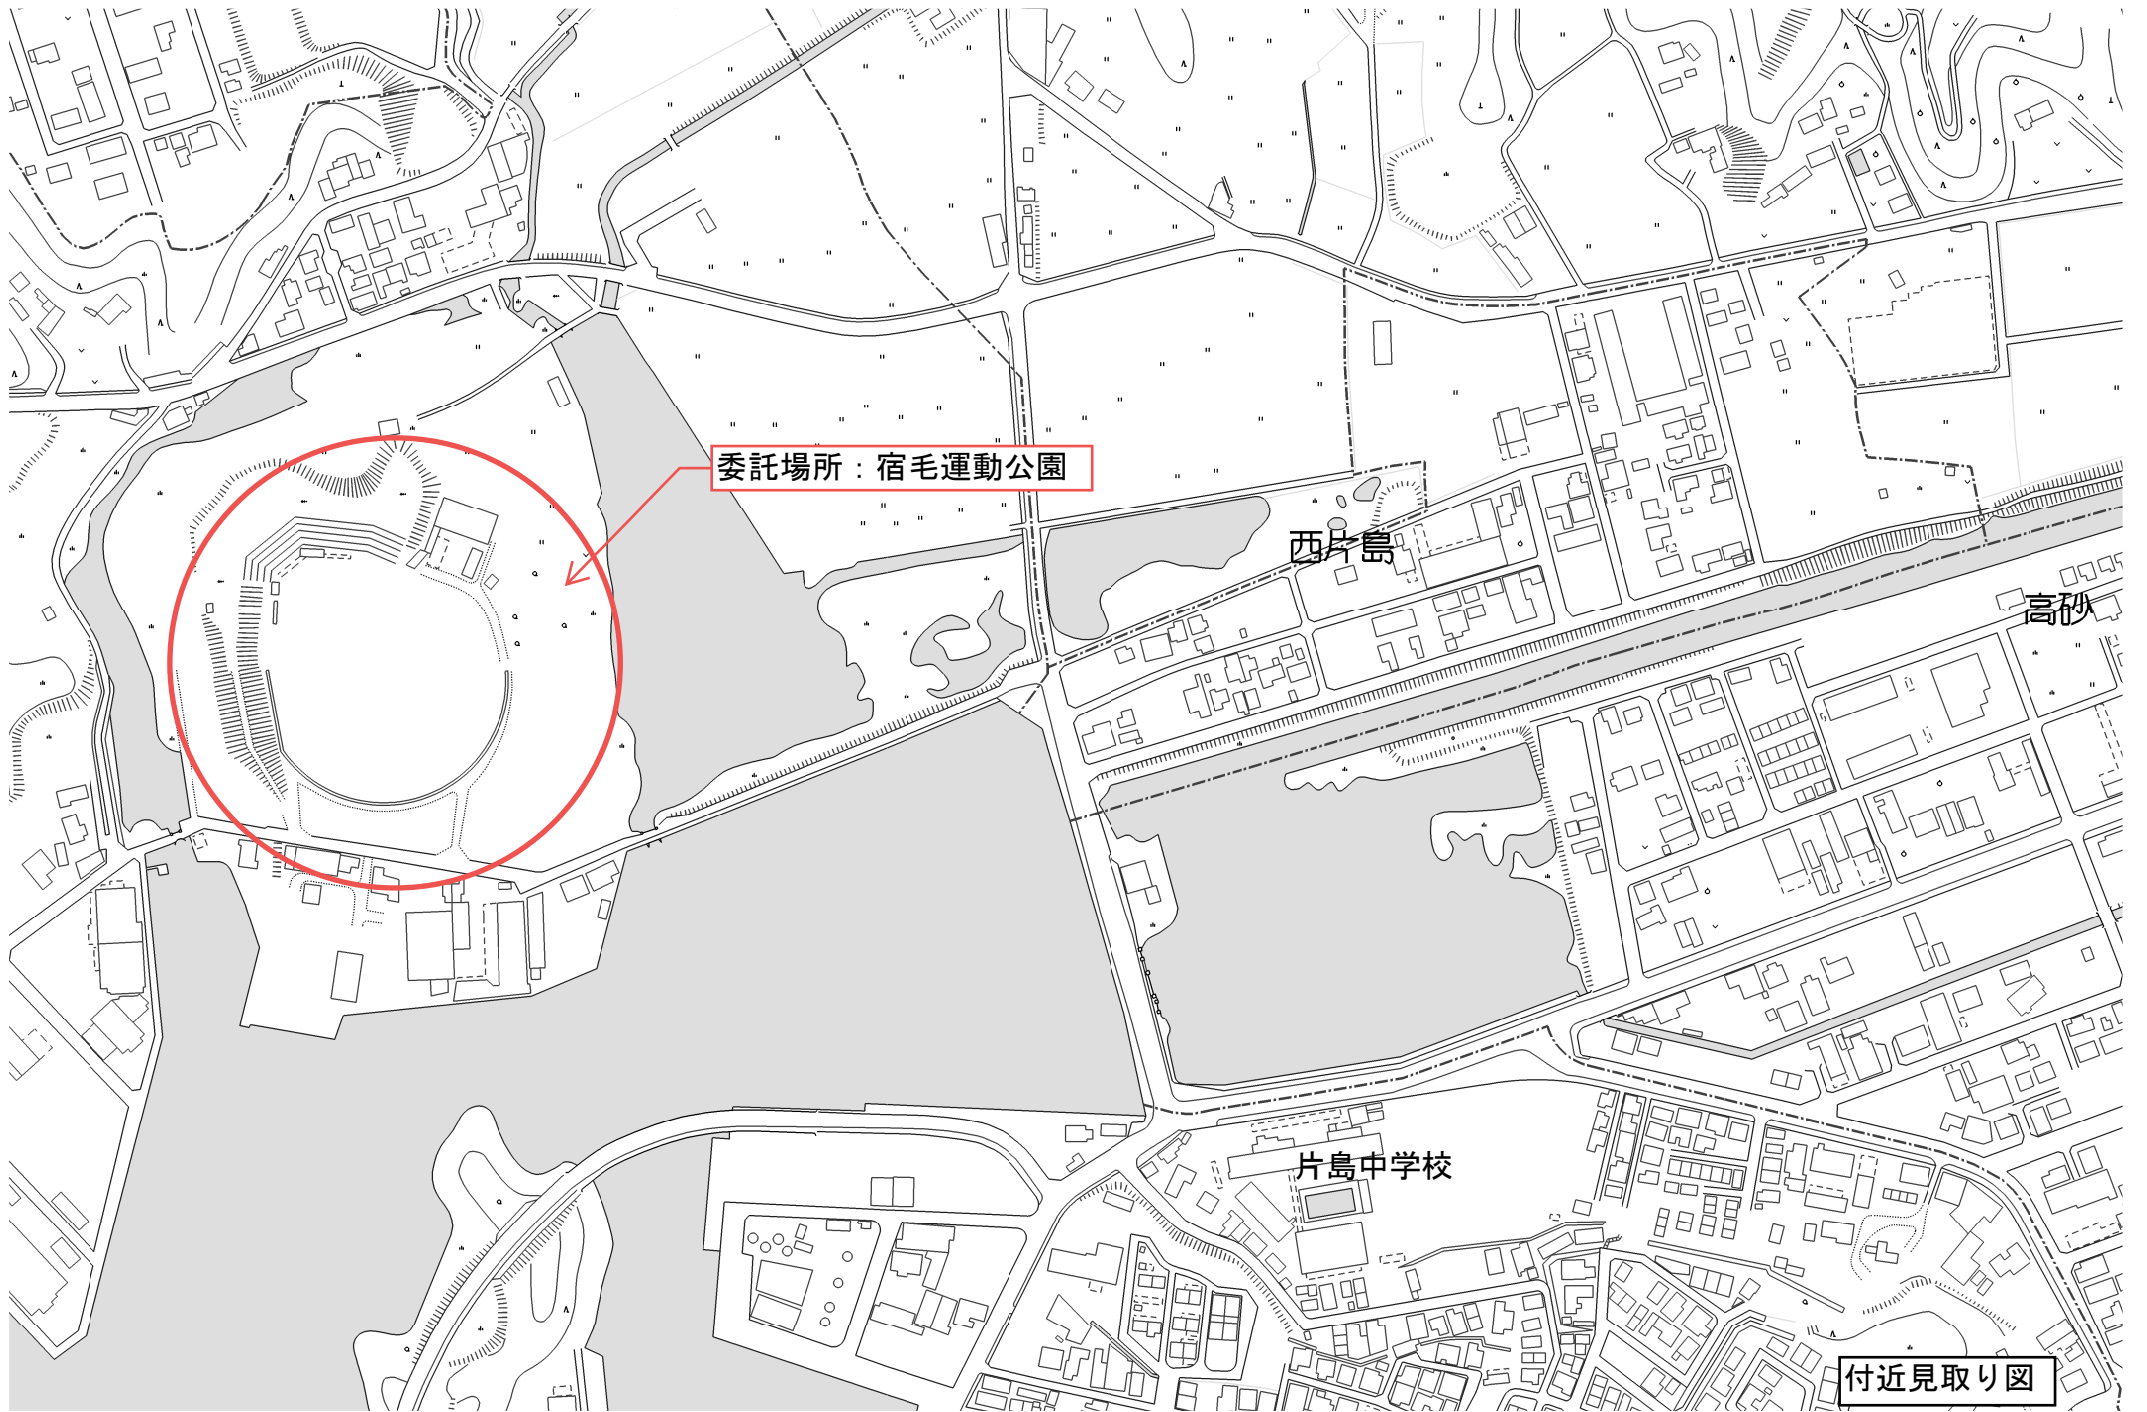 委託場所：宿毛運動公園
西片島
高砂
片島中学校
付近見取り図